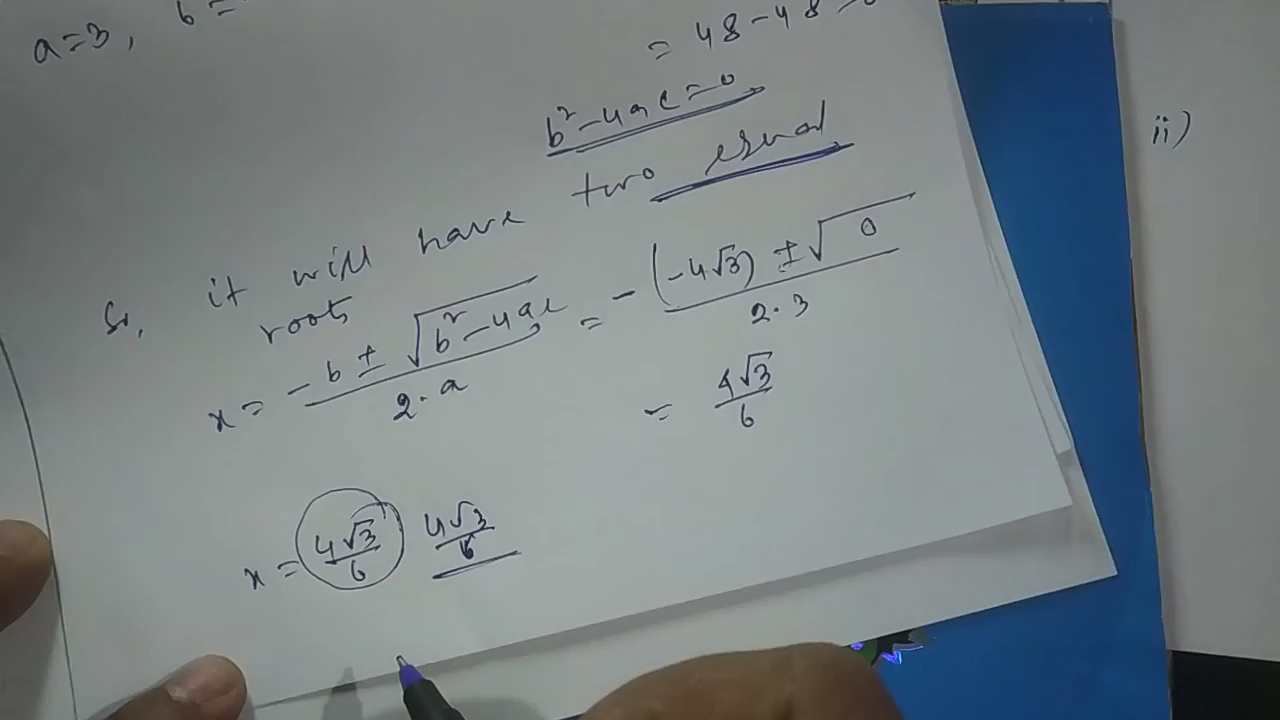 a=3, b=
= 48-48
b²-4ac=0
So, it will have two equal
roots
x = (-b ± √(b²-4ac))/(2·a) = (-(-4√3) ± √0)/(2·3)
= 4√3/6
x = 4√3/6 4√3/6
ii)